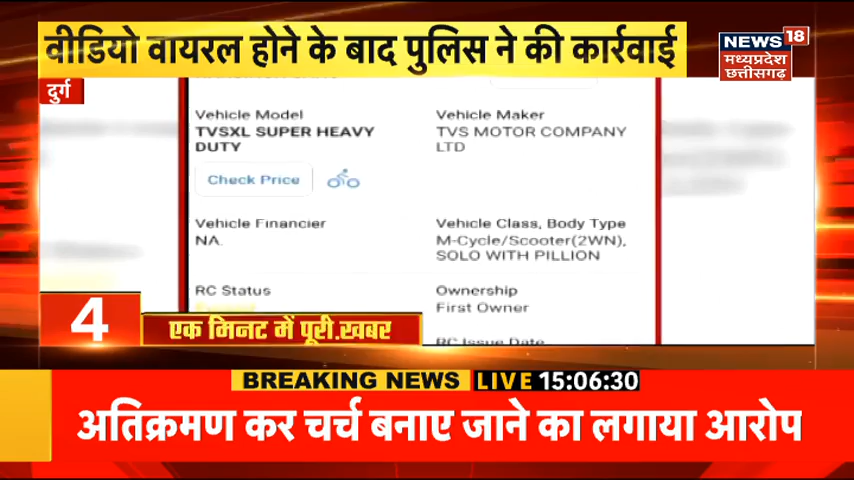 वीडियो वायरल होने के बाद पुलिस ने की कार्रवाई
NEWS 18
मध्यप्रदेश
छत्तीसगढ़
दुर्ग
Vehicle Model
TVSXL SUPER HEAVY
DUTY
Vehicle Maker
TVS MOTOR COMPANY
LTD
Check Price
Vehicle Financier
NA.
Vehicle Class, Body Type
M-Cycle/Scooter(2WN),
SOLO WITH PILLION
RC Status
Ownership
First Owner
RC Issue Date
4
एक मिनट में पूरी खबर
BREAKING NEWS LIVE 15:06:30
अतिक्रमण कर चर्च बनाए जाने का लगाया आरोप